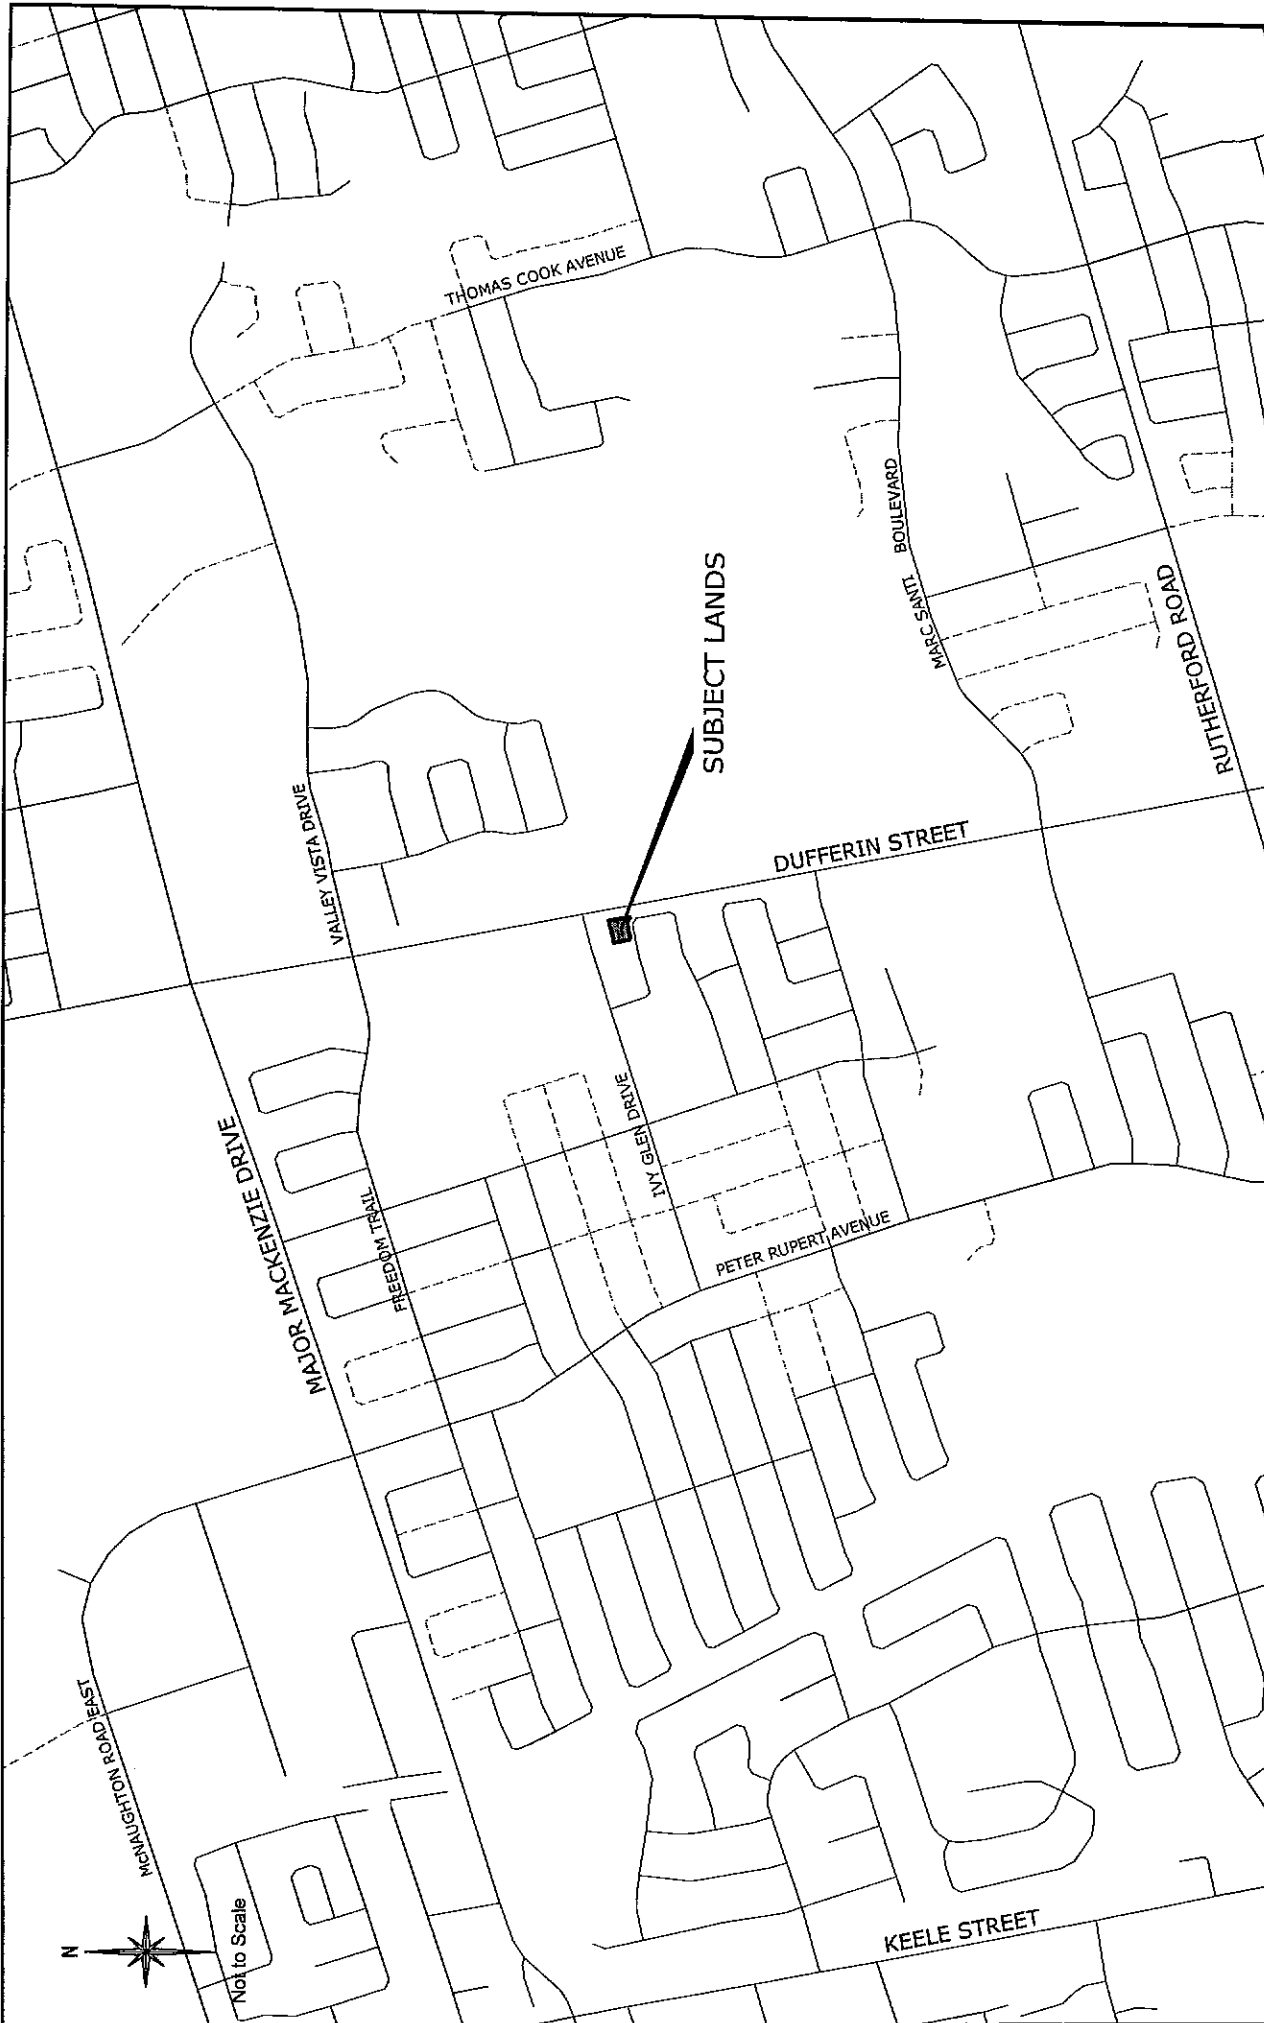 N
Not to Scale
MCNAUGHTON ROAD EAST
MAJOR MACKENZIE DRIVE
FREEDOM TRAIL
VALLEY VISTA DRIVE
THOMAS COOK AVENUE
IVY GLEN DRIVE
PETER RUPERT AVENUE
SUBJECT LANDS
DUFFERIN STREET
MARC SANTI
BOULEVARD
RUTHERFORD ROAD
KEELE STREET